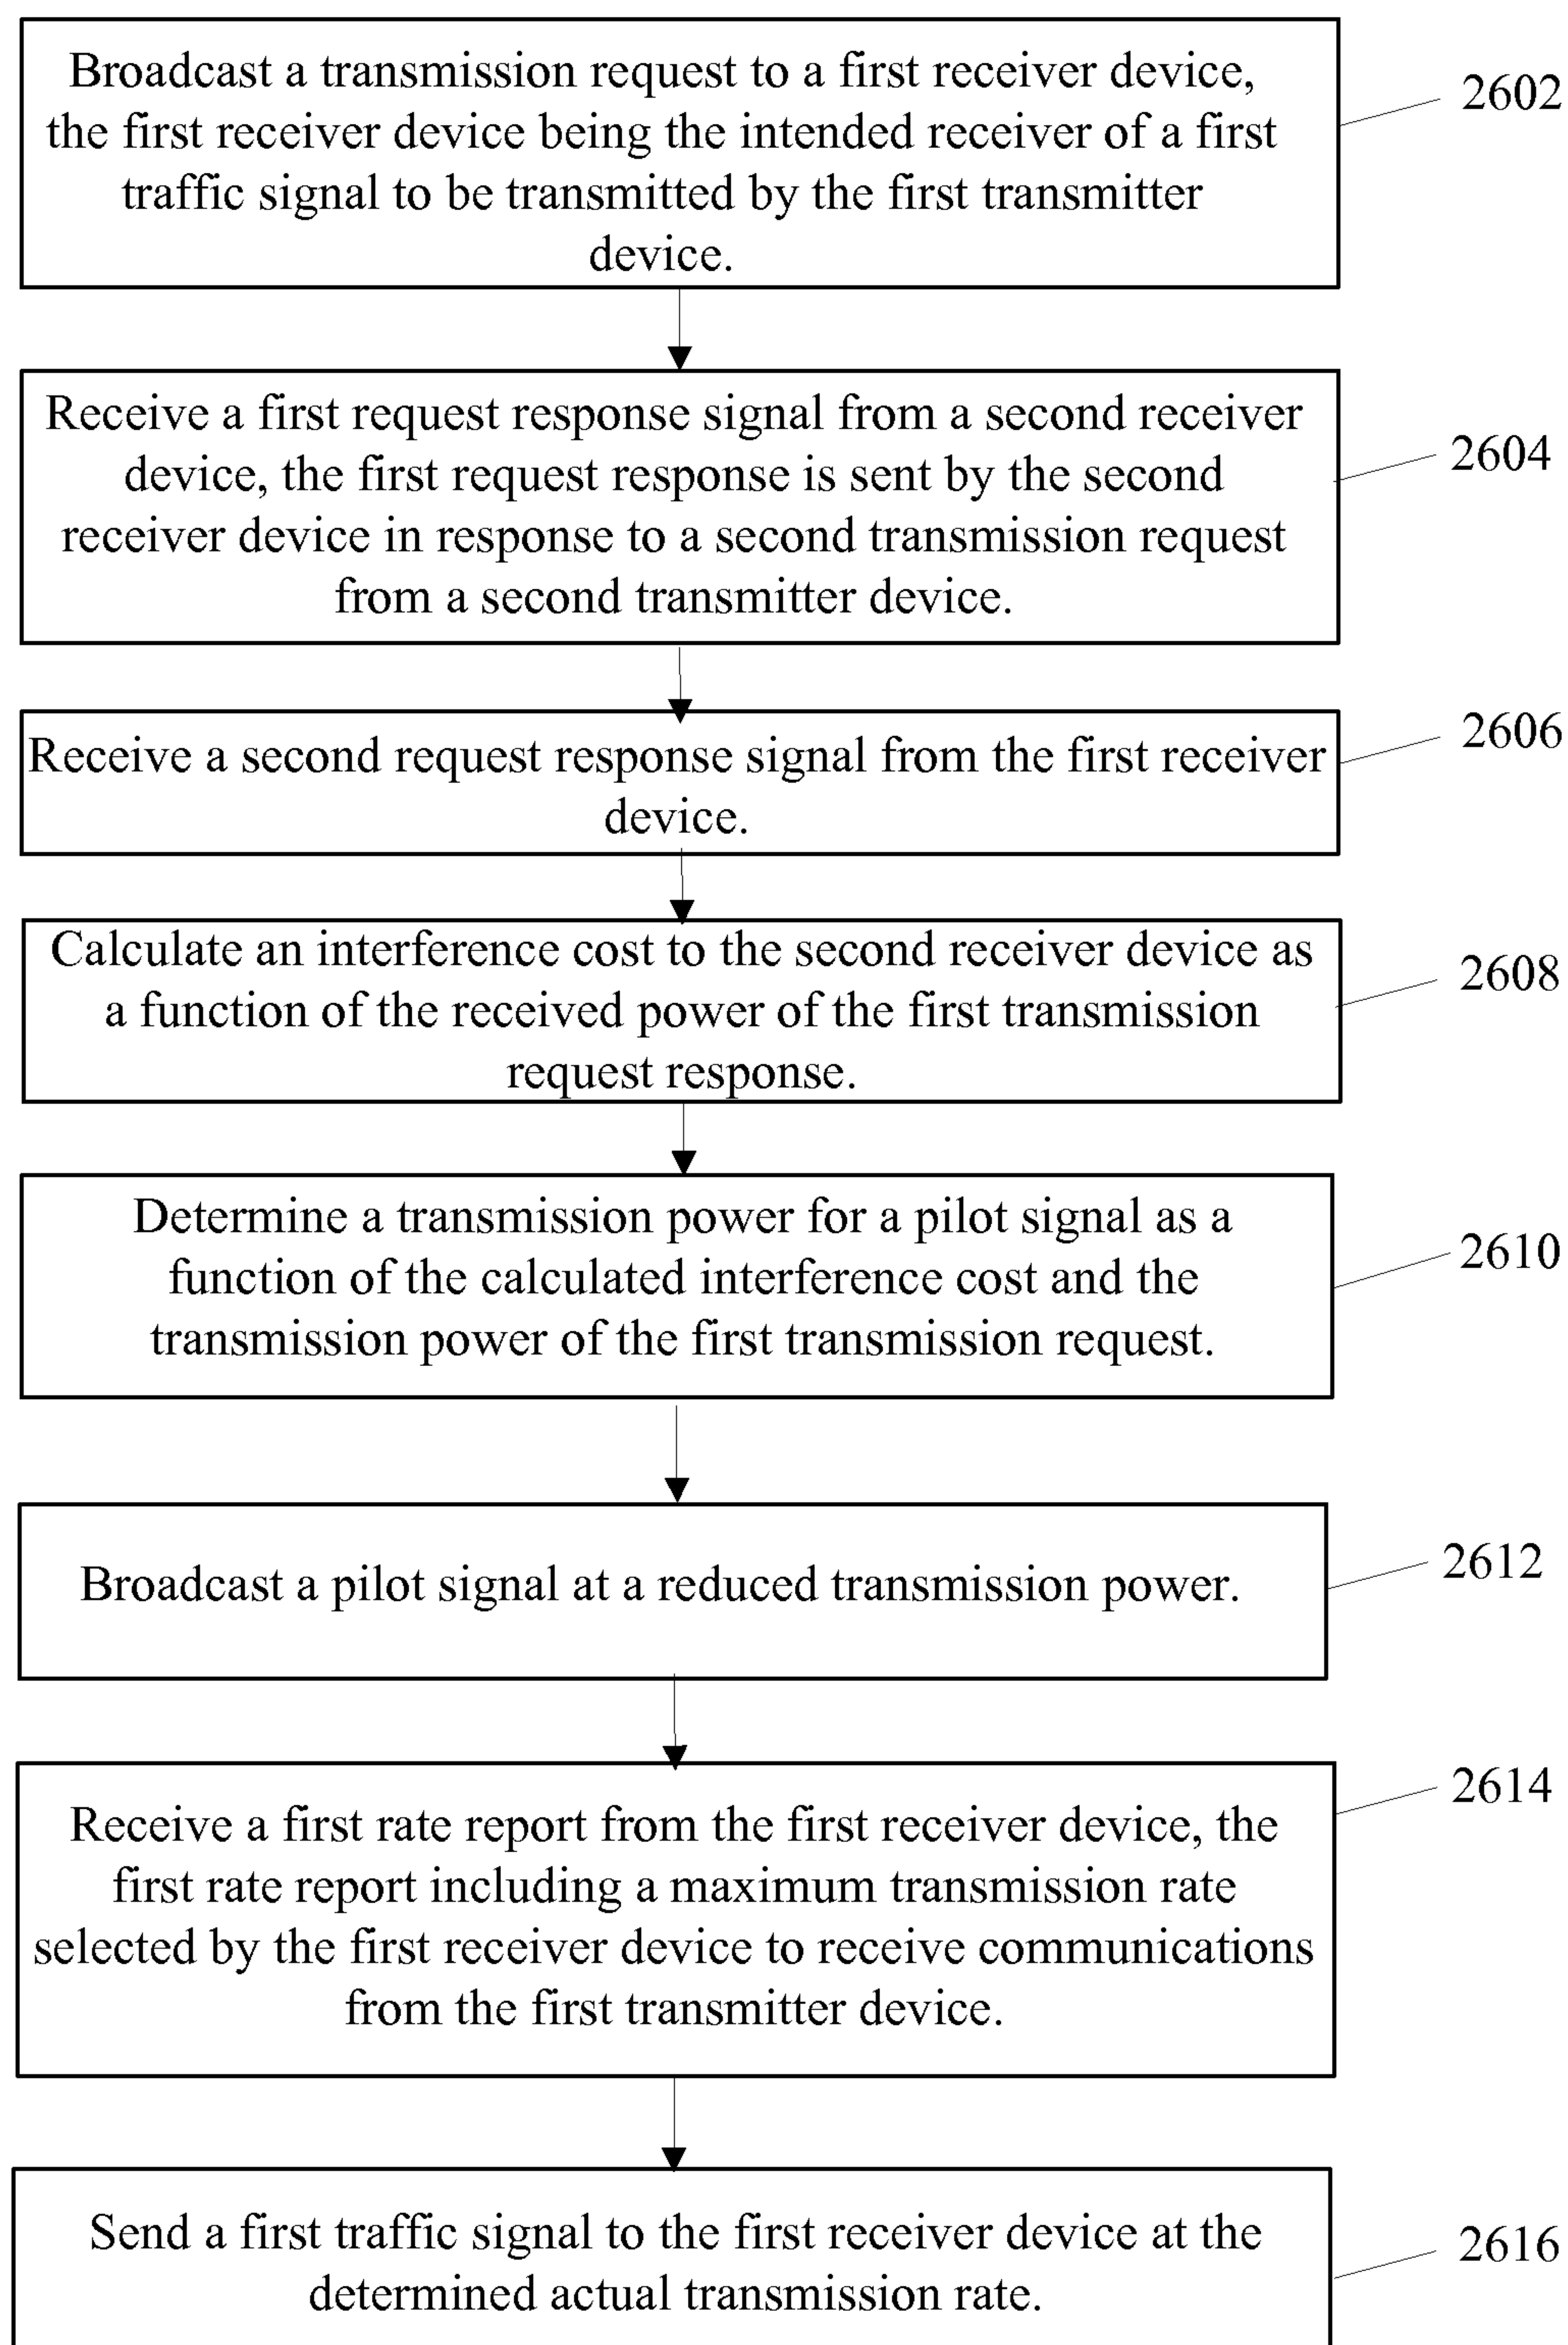 Broadcast a transmission request to a first receiver device,
the first receiver device being the intended receiver of a first
traffic signal to be transmitted by the first transmitter
device.
2602
Receive a first request response signal from a second receiver
device, the first request response is sent by the second
receiver device in response to a second transmission request
from a second transmitter device.
2604
Receive a second request response signal from the first receiver
device.
2606
Calculate an interference cost to the second receiver device as
a function of the received power of the first transmission
request response.
2608
Determine a transmission power for a pilot signal as a
function of the calculated interference cost and the
transmission power of the first transmission request.
2610
Broadcast a pilot signal at a reduced transmission power.
2612
Receive a first rate report from the first receiver device, the
first rate report including a maximum transmission rate
selected by the first receiver device to receive communications
from the first transmitter device.
2614
Send a first traffic signal to the first receiver device at the
determined actual transmission rate.
2616